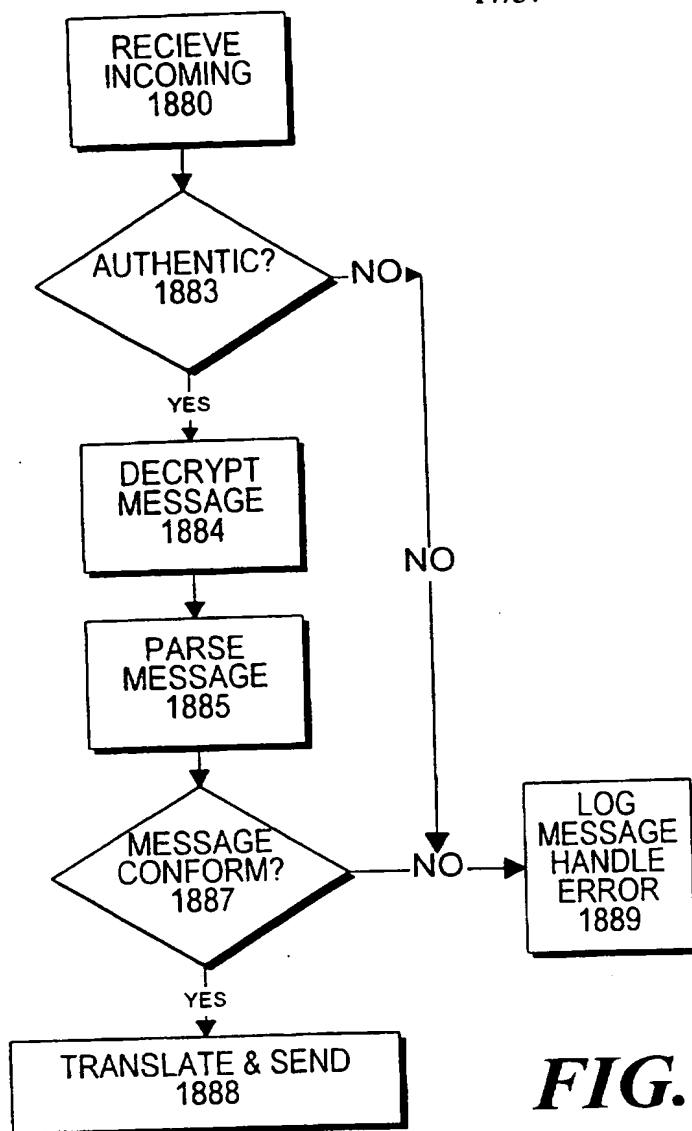 RECIEVE
INCOMING
1880
AUTHENTIC?
1883
NO
YES
DECRYPT
MESSAGE
1884
NO
PARSE
MESSAGE
1885
MESSAGE
CONFORM?
1887
NO
LOG
MESSAGE
HANDLE
ERROR
1889
YES
TRANSLATE & SEND
1888
FIG.